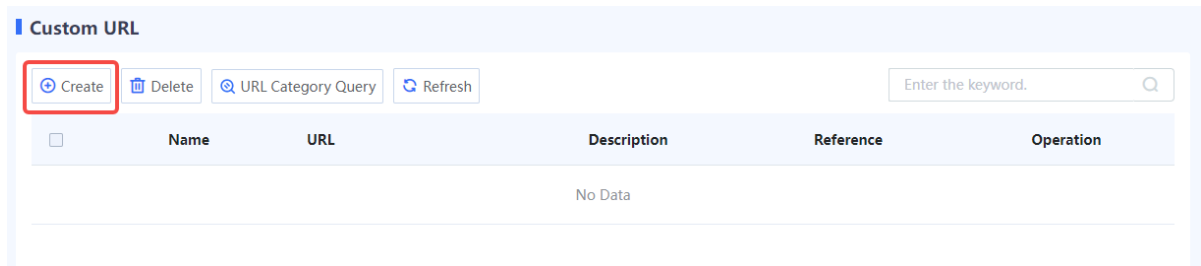 Custom URL
Create Delete URL Category Query Refresh Enter the keyword.
Name URL Description Reference Operation
No Data